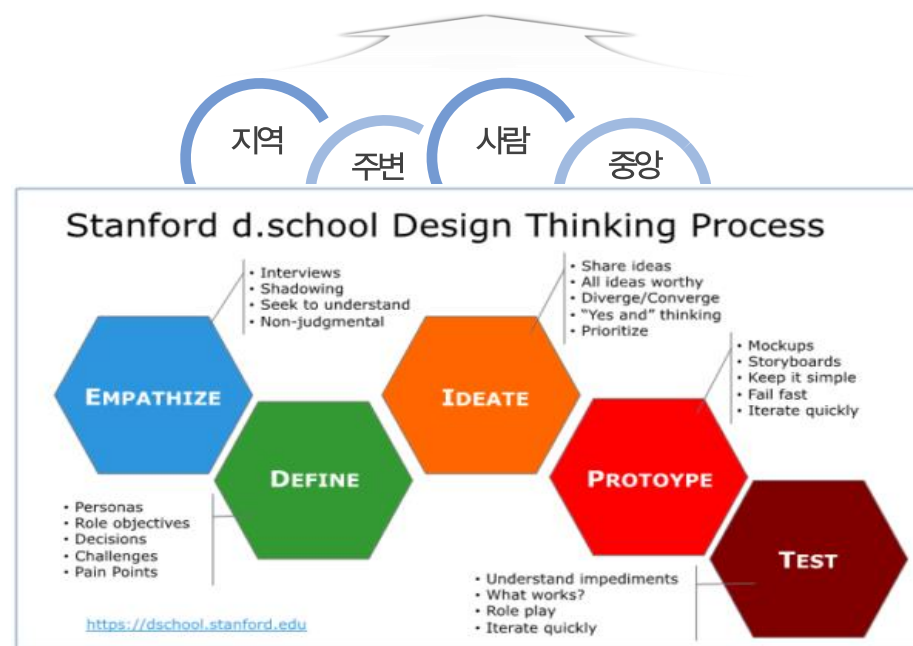 지역
주변
사람
중앙
Stanford d.school Design Thinking Process
• Interviews
• Shadowing
• Seek to understand
• Non-judgmental
• Share ideas
• All ideas worthy
• Diverge/Converge
• “Yes and” thinking
• Prioritize
• Mockups
• Storyboards
• Keep it simple
• Fail fast
• Iterate quickly
EMPATHIZE
DEFINE
IDEATE
PROTOYPE
TEST
• Personas
• Role objectives
• Decisions
• Challenges
• Pain Points
• Understand impediments
• What works?
• Role play
• Iterate quickly
https://dschool.stanford.edu